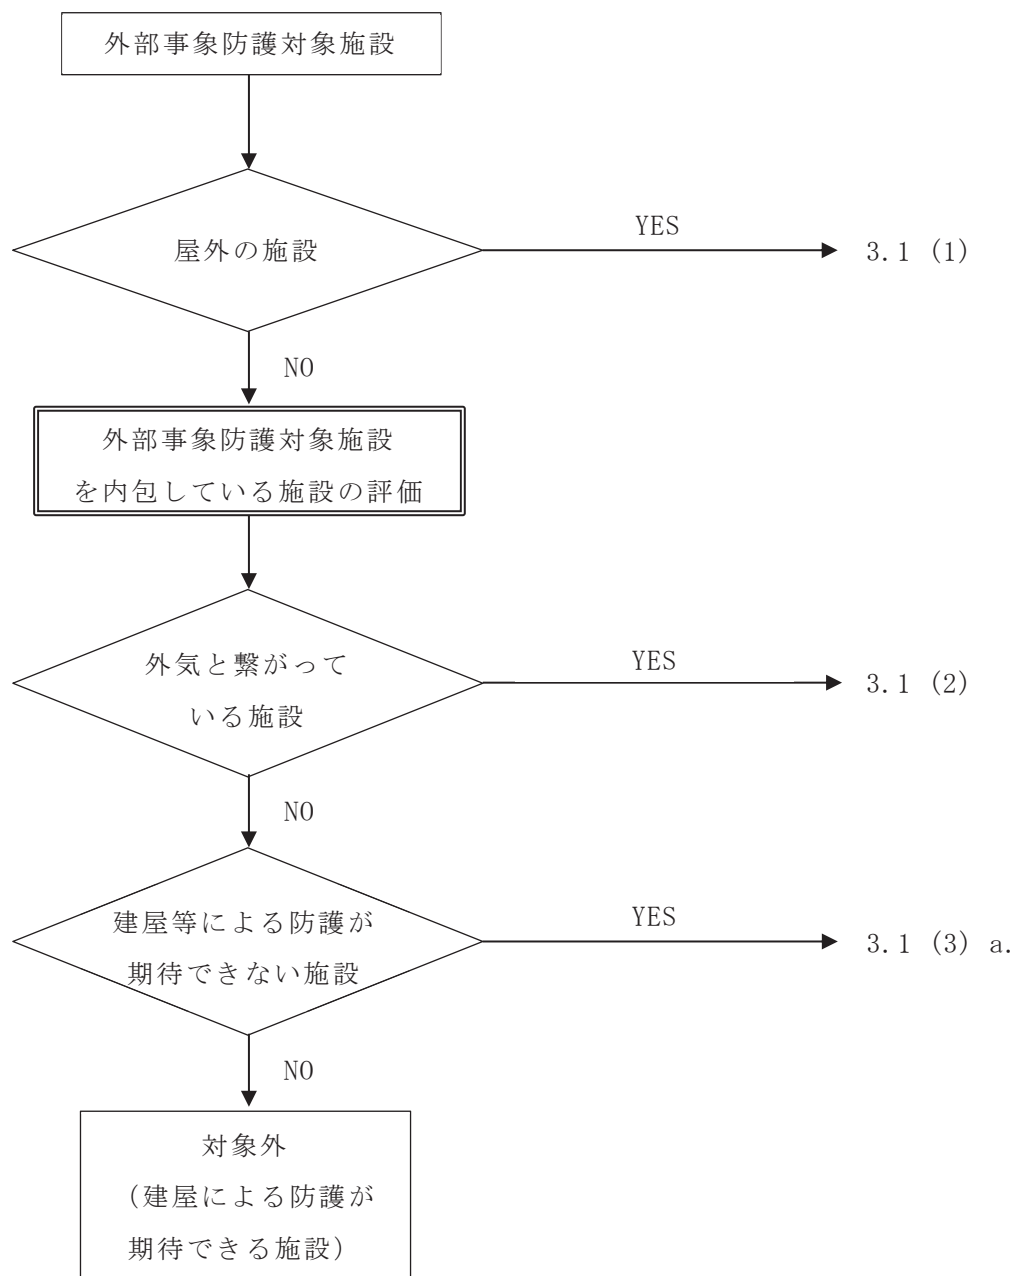 外部事象防護対象施設
屋外の施設
YES
3.1 (1)
NO
外部事象防護対象施設
を内包している施設の評価
外気と繋がって
いる施設
YES
3.1 (2)
NO
建屋等による防護が
期待できない施設
YES
3.1 (3) a.
NO
対象外
（建屋による防護が
期待できる施設）